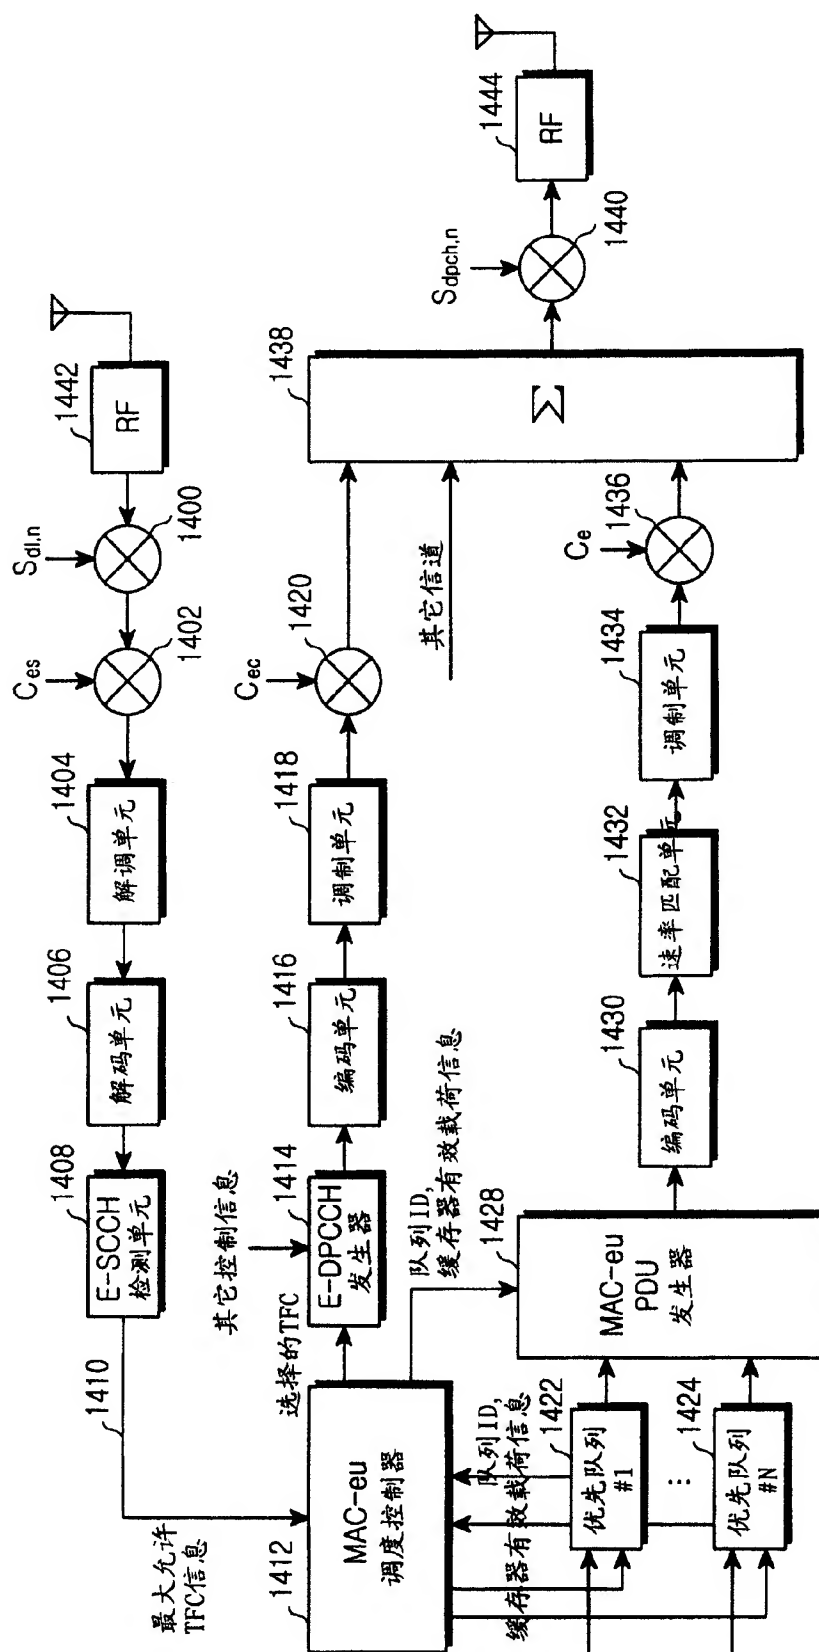 1442
RF
S_dl,n
1400
C_es
1402
1404
解调单元
1406
解码单元
1408
E-SCCH
检测单元
1410
最大允许
TFC信息
1412
MAC-eu
调度控制器
选择的TFC
其它控制信息
1414
E-DPCCH
发生器
1416
编码单元
1418
调制单元
C_ec
1420
其它信道
1438
Σ
S_dpch,n
1440
1444
RF
队列ID,
缓存器有效载荷信息
队列ID,
缓存器有效载荷信息
1422
优先队列
#1
⋮
1424
优先队列
#N
1428
MAC-eu
PDU
发生器
1430
编码单元
1432
速率匹配单元
1434
调制单元
C_e
1436